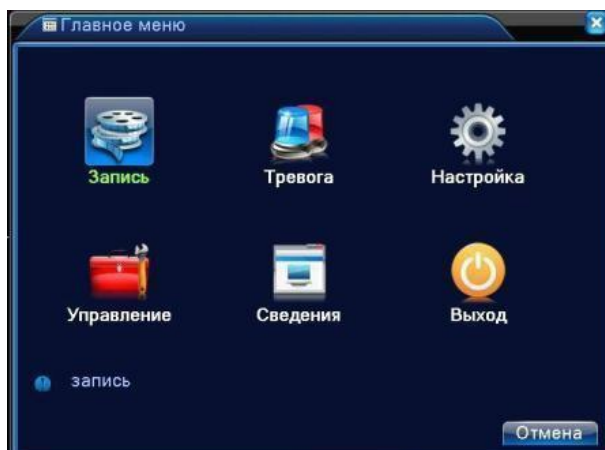 Главное меню
Запись
Тревога
Настройка
Управление
Сведения
Выход
запись
Отмена